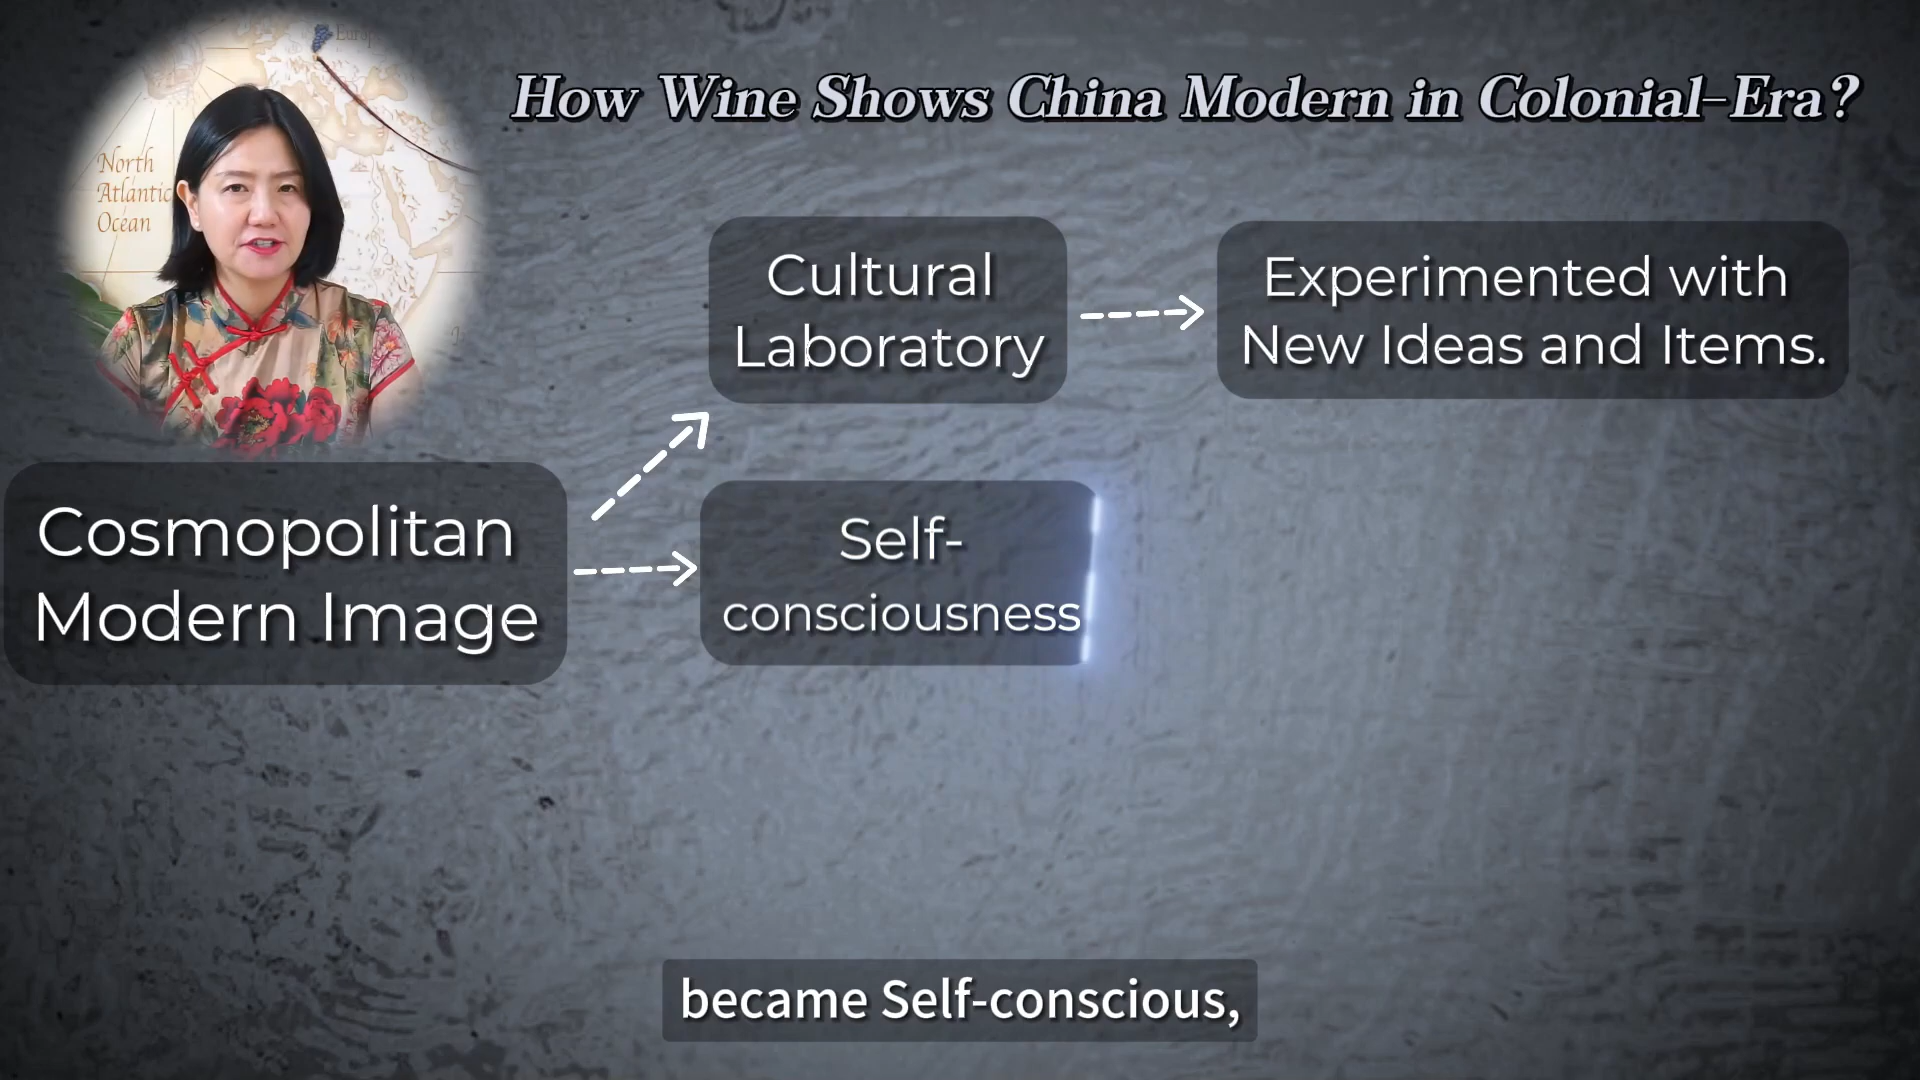 How Wine Shows China Modern in Colonial-Era?
Europ
North
Atlantic
Ocean
Cultural
Laboratory
Experimented with
New Ideas and Items.
Cosmopolitan
Modern Image
Self-
consciousness
became Self-conscious,